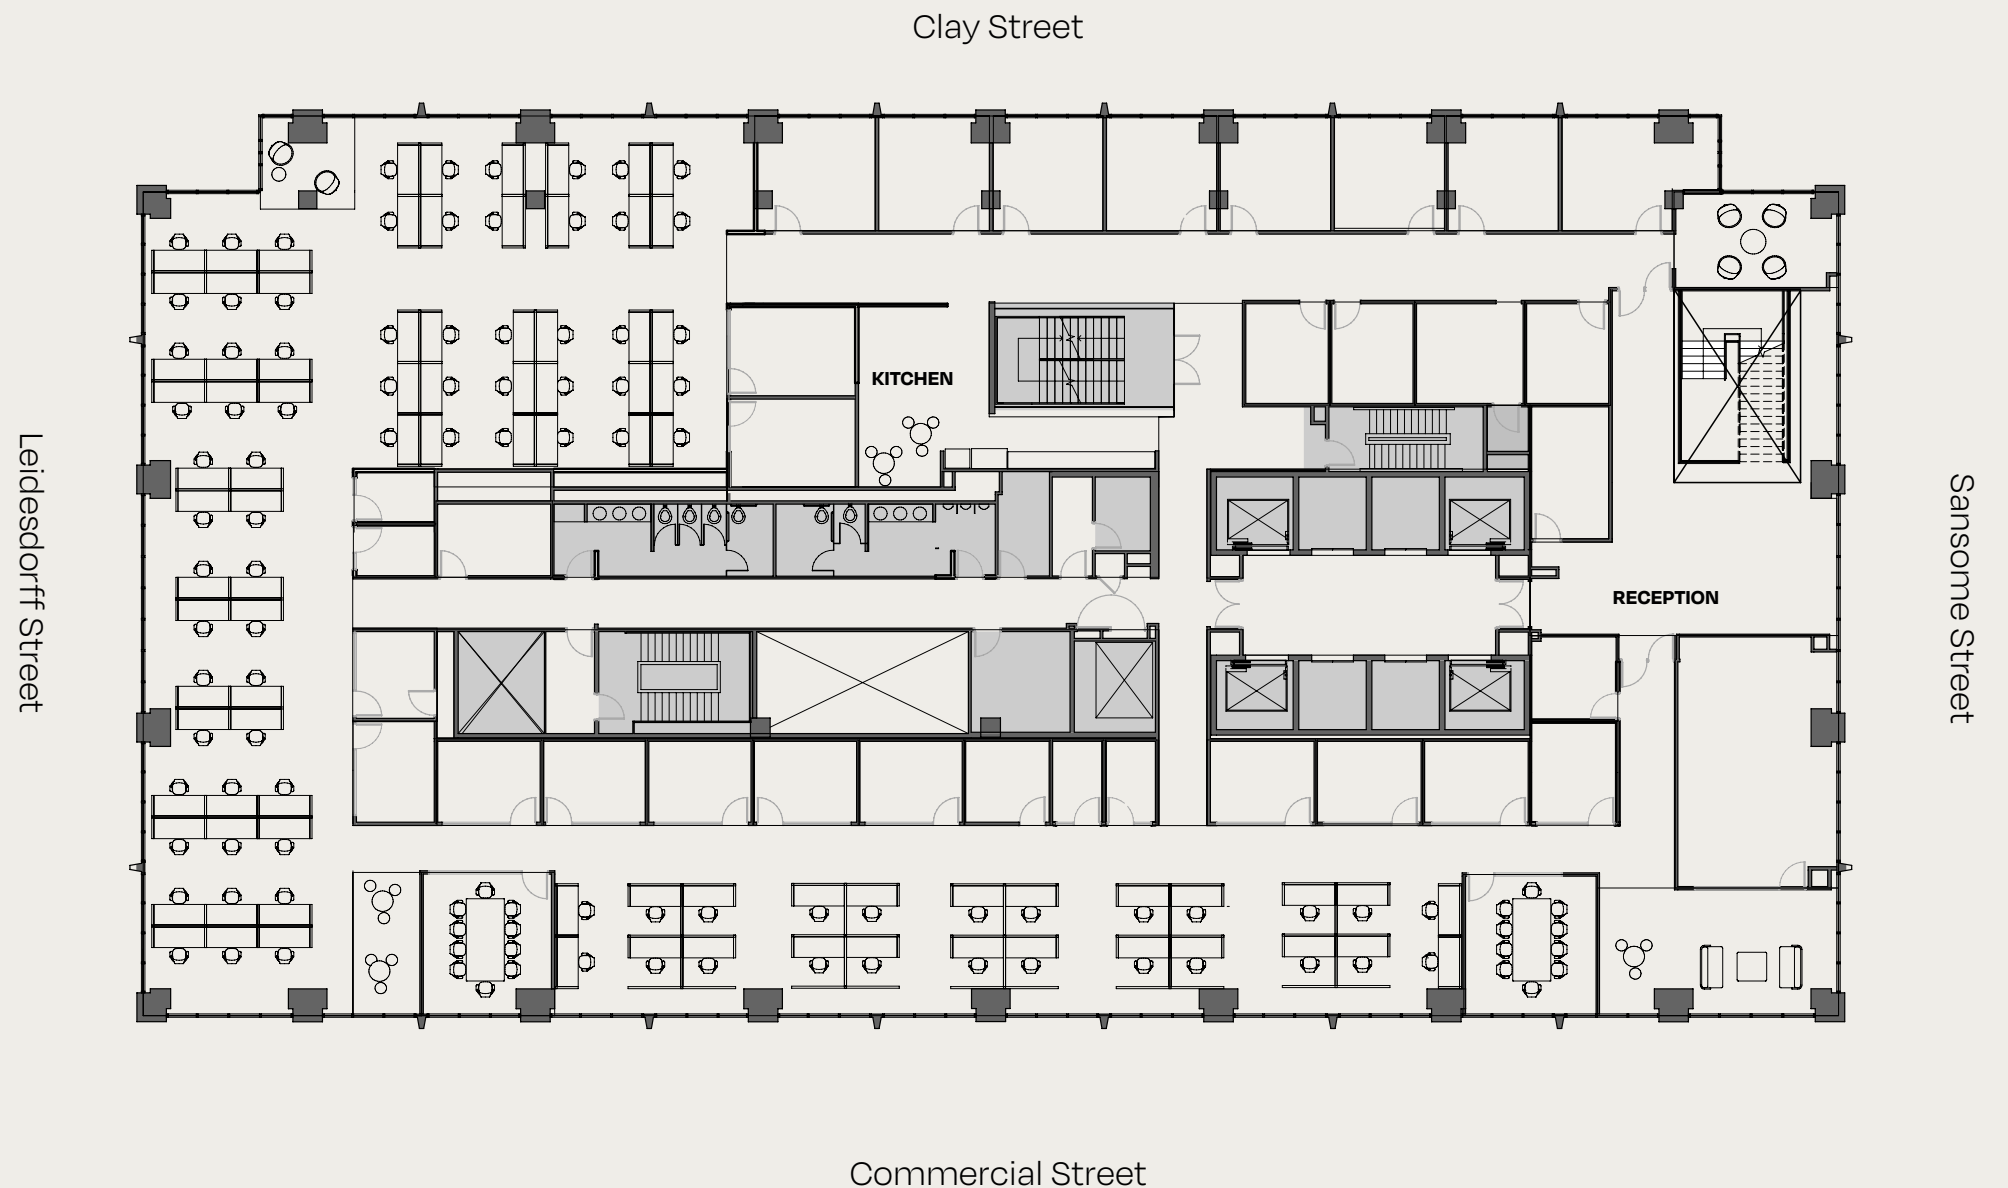 Clay Street
KITCHEN
Leidesdorff Street
Sansome Street
RECEPTION
Commercial Street